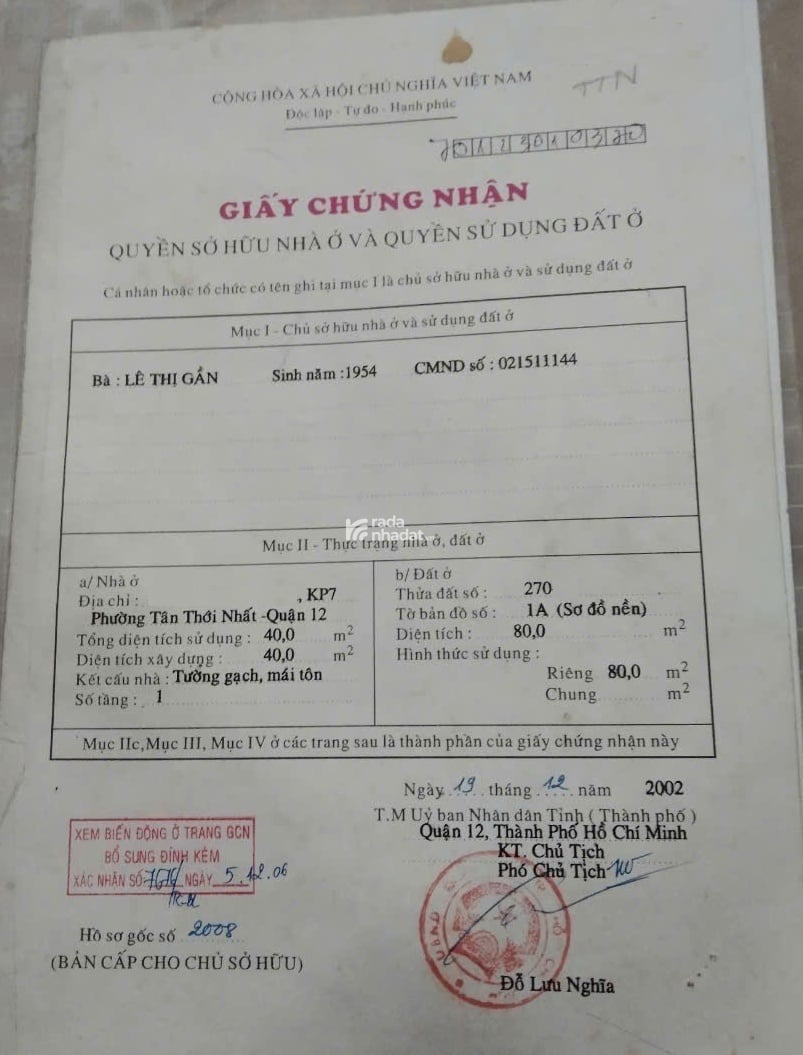 CỘNG HÒA XÃ HỘI CHỦ NGHĨA VIỆT NAM
Độc lập - Tự do - Hạnh phúc
TTN
GIẤY CHỨNG NHẬN
QUYỀN SỞ HỮU NHÀ Ở VÀ QUYỀN SỬ DỤNG ĐẤT Ở
Cá nhân hoặc tổ chức có tên ghi tại mục I là chủ sở hữu nhà ở và sử dụng đất ở
Mục I - Chủ sở hữu nhà ở và sử dụng đất ở
Bà : LÊ THỊ GẦN Sinh năm :1954 CMND số : 021511144
rada nhadat
Mục II - Thực trạng nhà ở, đất ở
a/ Nhà ở
Địa chỉ : , KP7
Phường Tân Thới Nhất -Quận 12
Tổng diện tích sử dụng : 40,0 m2
Diện tích xây dựng : 40,0 m2
Kết cấu nhà : Tường gạch, mái tôn
Số tầng : 1
b/ Đất ở
Thửa đất số : 270
Tờ bản đồ số : 1A (Sơ đồ nền)
Diện tích : 80,0 m2
Hình thức sử dụng :
Riêng 80,0 m2
Chung m2
Mục IIc,Mục III, Mục IV ở các trang sau là thành phần của giấy chứng nhận này
Ngày 19 tháng 12 năm 2002
T.M Uỷ ban Nhân dân Tỉnh ( Thành phố )
Quận 12, Thành Phố Hồ Chí Minh
KT. Chủ Tịch
Phó Chủ Tịch
XEM BIẾN ĐỘNG Ở TRANG GCN
BỔ SUNG ĐÍNH KÈM
XÁC NHẬN SỐ NGÀY 5.12.06
Hồ sơ gốc số 2008
(BẢN CẤP CHO CHỦ SỞ HỮU)
Đỗ Lưu Nghĩa